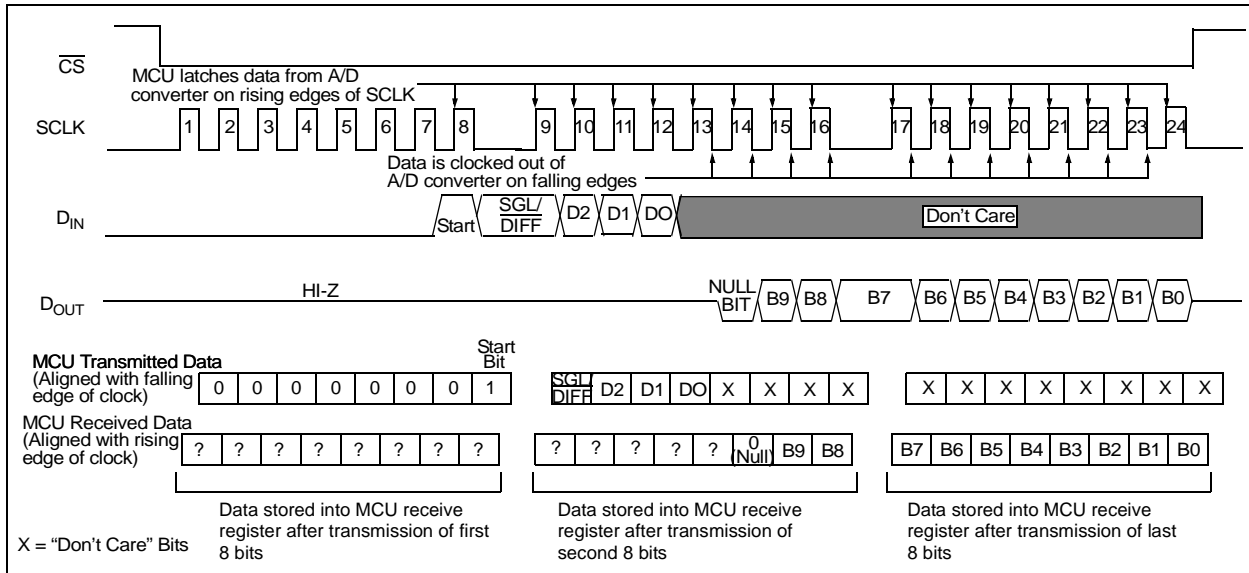 CS
MCU latches data from A/D
converter on rising edges of SCLK
SCLK
1 2 3 4 5 6 7 8 9 10 11 12 13 14 15 16 17 18 19 20 21 22 23 24
Data is clocked out of
A/D converter on falling edges
DIN
Start
SGL/
DIFF
D2 D1 DO
Don't Care
HI-Z
DOUT
NULL
BIT
B9 B8 B7 B6 B5 B4 B3 B2 B1 B0
Start
Bit
MCU Transmitted Data
(Aligned with falling
edge of clock)
0 0 0 0 0 0 0 1
SGL/
DIFF
D2 D1 DO X X X X
X X X X X X X X
MCU Received Data
(Aligned with rising
edge of clock)
? ? ? ? ? ? ? ?
? ? ? ? ? 0
(Null)
B9 B8
B7 B6 B5 B4 B3 B2 B1 B0
Data stored into MCU receive
register after transmission of first
8 bits
Data stored into MCU receive
register after transmission of
second 8 bits
Data stored into MCU receive
register after transmission of last
8 bits
X = “Don’t Care” Bits